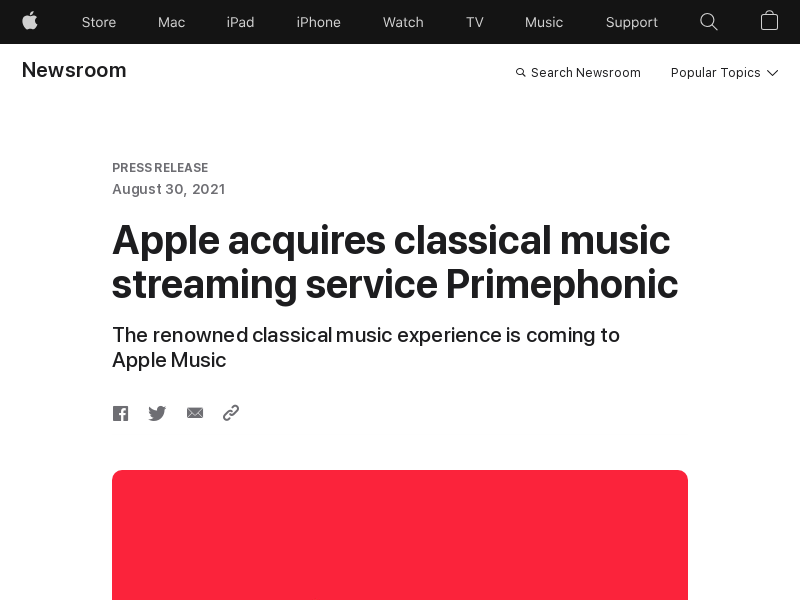 Store Mac iPad iPhone Watch TV Music Support
Newsroom
Search Newsroom Popular Topics
PRESS RELEASE
August 30, 2021
Apple acquires classical music
streaming service Primephonic
The renowned classical music experience is coming to
Apple Music